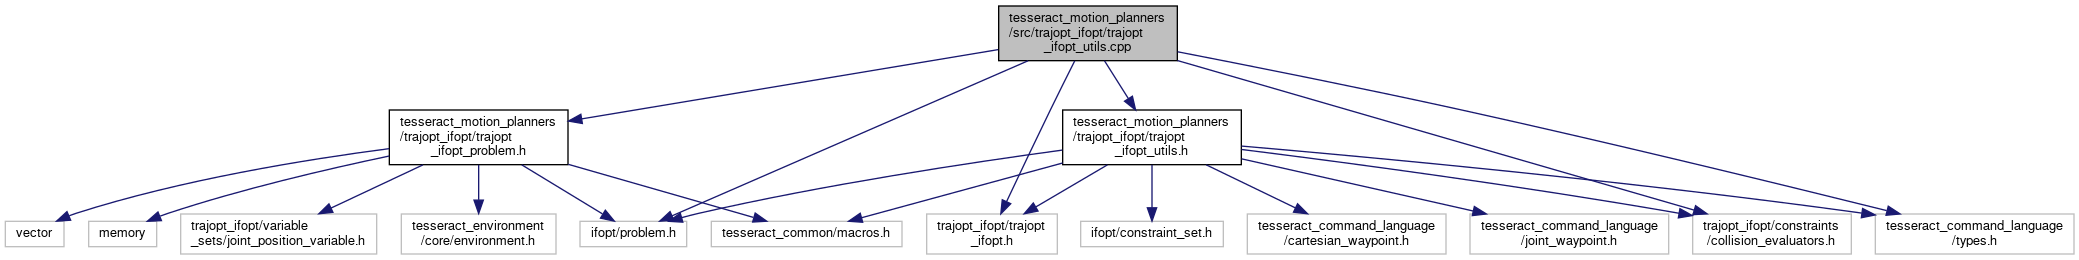 tesseract_motion_planners
/src/trajopt_ifopt/trajopt
_ifopt_utils.cpp
tesseract_motion_planners
/trajopt_ifopt/trajopt
_ifopt_problem.h
tesseract_motion_planners
/trajopt_ifopt/trajopt
_ifopt_utils.h
vector
memory
trajopt_ifopt/variable
_sets/joint_position_variable.h
tesseract_environment
/core/environment.h
ifopt/problem.h
tesseract_common/macros.h
trajopt_ifopt/trajopt
_ifopt.h
ifopt/constraint_set.h
tesseract_command_language
/cartesian_waypoint.h
tesseract_command_language
/joint_waypoint.h
trajopt_ifopt/constraints
/collision_evaluators.h
tesseract_command_language
/types.h